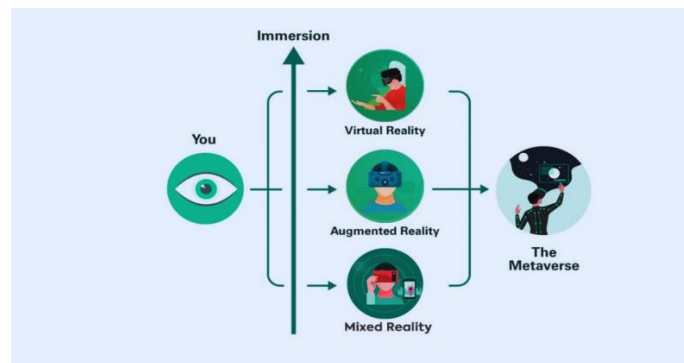 Immersion
Virtual Reality
You
Augmented Reality
The
Metaverse
Mixed Reality